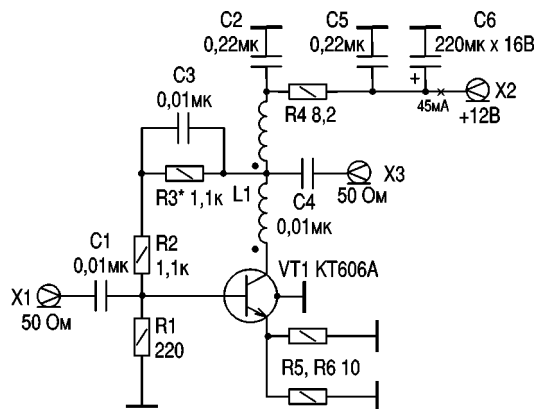 C2
0,22мк
C5
0,22мк
C6
220мк x 16В
C3
0,01мк
R4 8,2
+
45мА
X2
+12В
R3* 1,1к
L1
C4
0,01мк
X3
50 Ом
C1
0,01мк
R2
1,1к
VT1 КТ606А
X1
50 Ом
R1
220
R5, R6 10